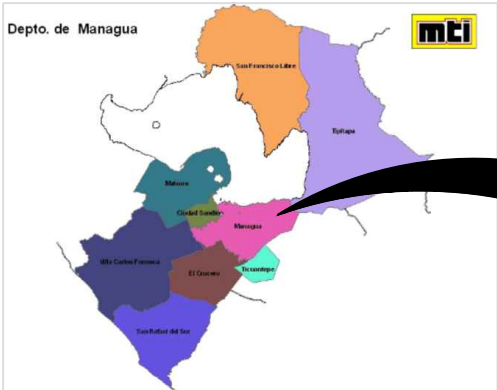 Depto. de Managua
mti
San Francisco Libre
Tipitapa
Mateare
Ciudad Sandino
Managua
Villa Carlos Fonseca
El Crucero
Ticuantepe
San Rafael del Sur